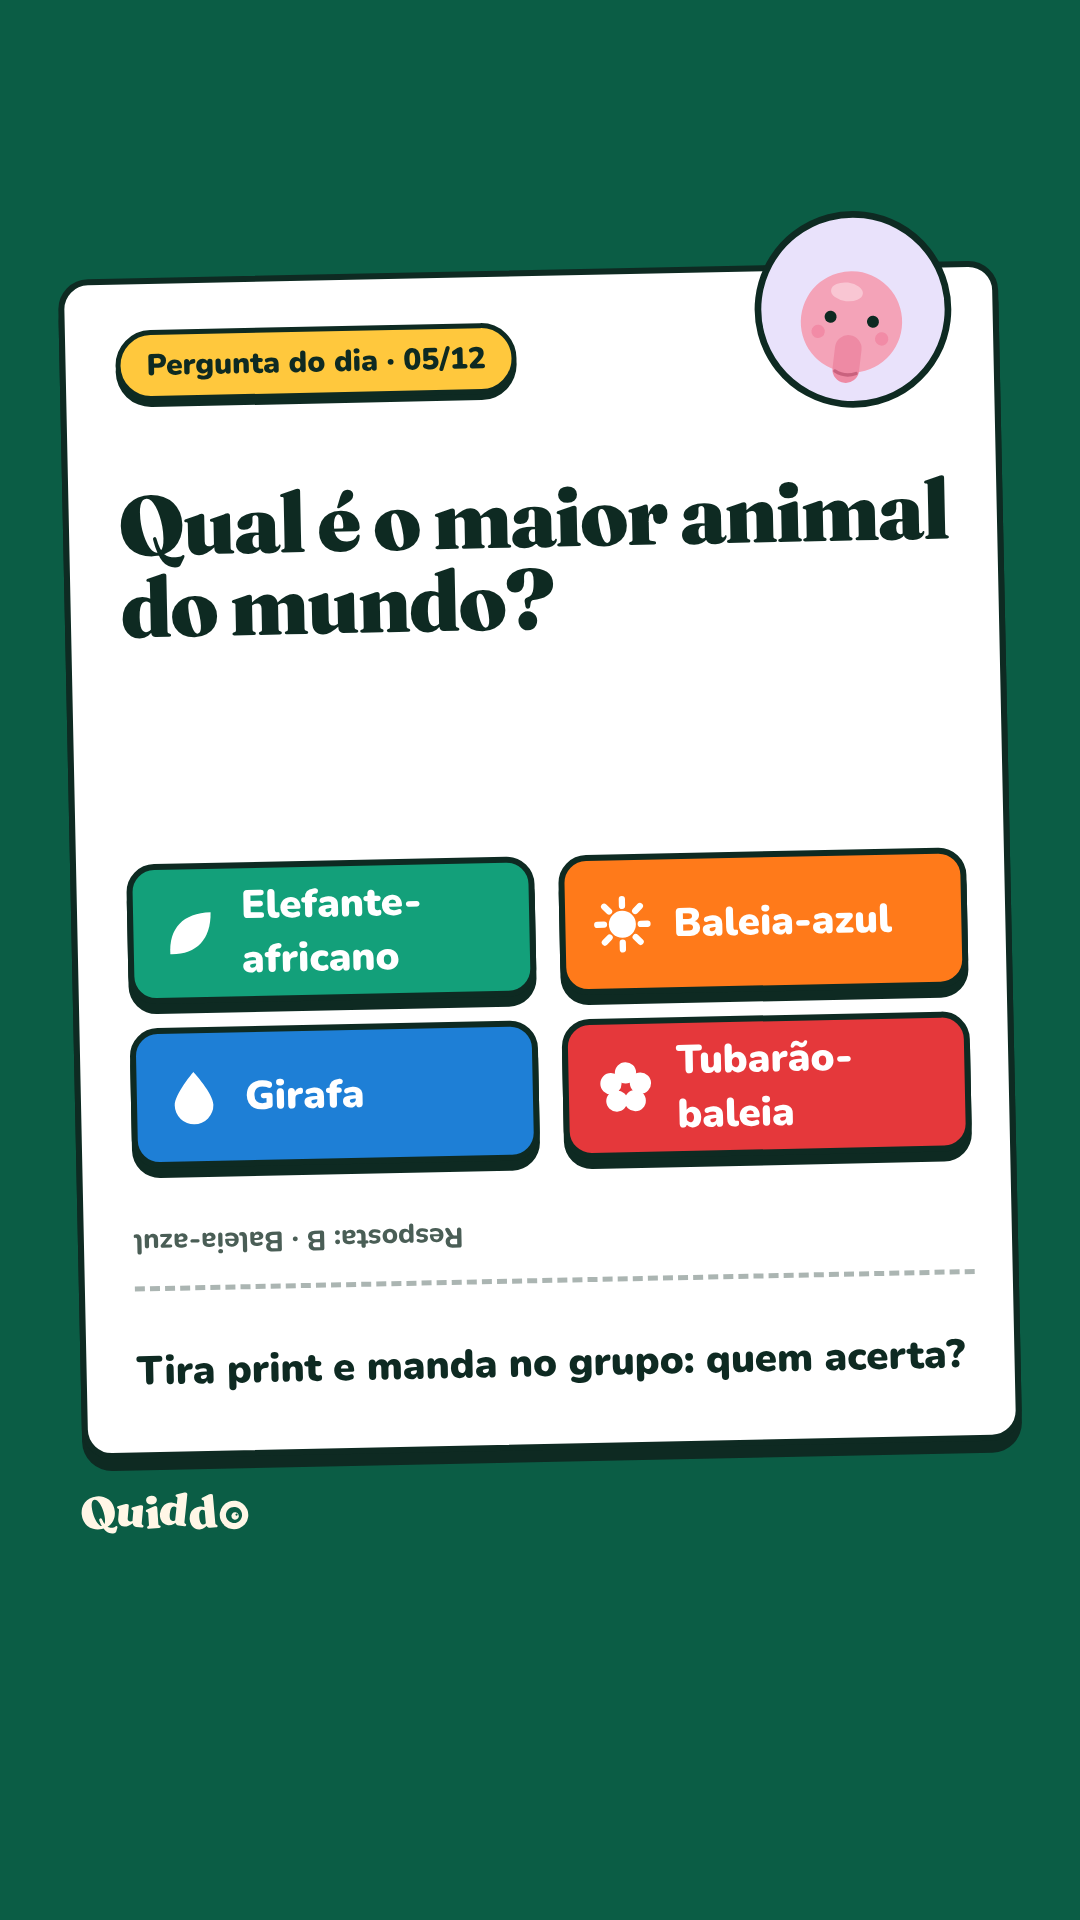 Pergunta do dia · 05/12
Qual é o maior animal
do mundo?
Elefante-
africano
Baleia-azul
Girafa
Tubarão-
baleia
Resposta: B · Baleia-azul
Tira print e manda no grupo: quem acerta?
Quiddo